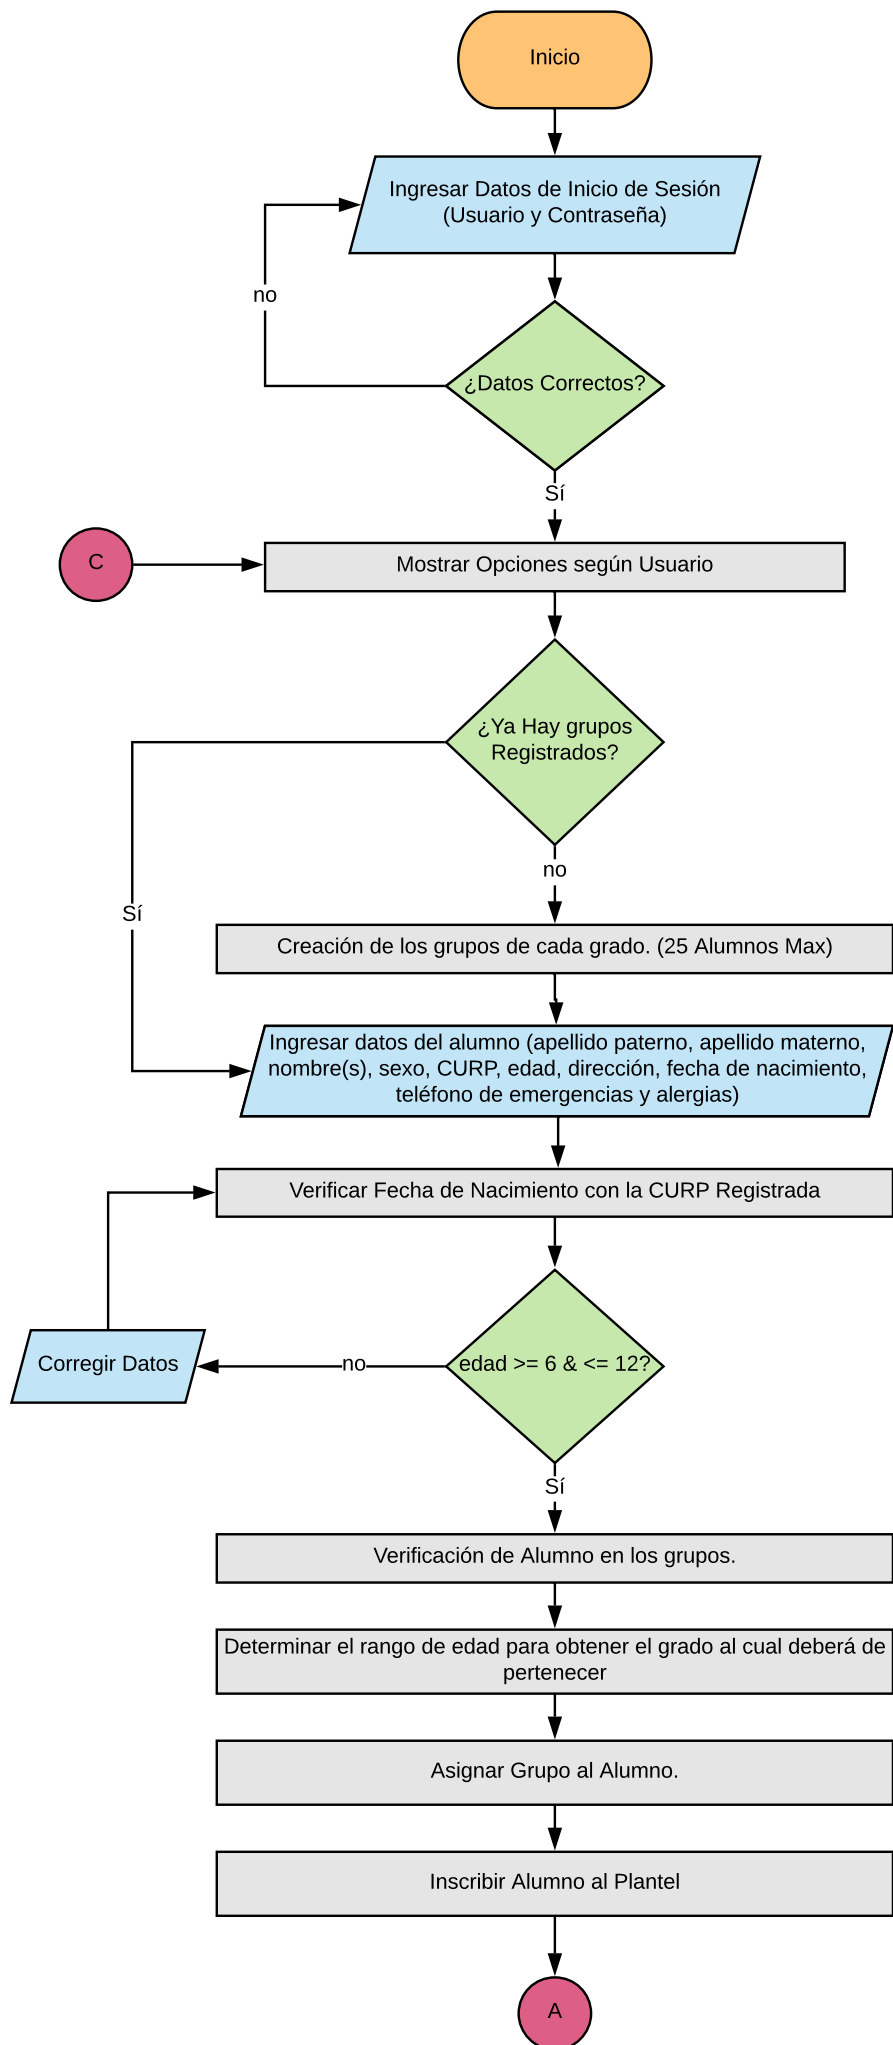 Inicio
Ingresar Datos de Inicio de Sesión
(Usuario y Contraseña)
no
¿Datos Correctos?
Sí
C
Mostrar Opciones según Usuario
¿Ya Hay grupos
Registrados?
no
Sí
Creación de los grupos de cada grado. (25 Alumnos Max)
Ingresar datos del alumno (apellido paterno, apellido materno,
nombre(s), sexo, CURP, edad, dirección, fecha de nacimiento,
teléfono de emergencias y alergias)
Verificar Fecha de Nacimiento con la CURP Registrada
Corregir Datos
no
edad >= 6 & <= 12?
Sí
Verificación de Alumno en los grupos.
Determinar el rango de edad para obtener el grado al cual deberá de
pertenecer
Asignar Grupo al Alumno.
Inscribir Alumno al Plantel
A